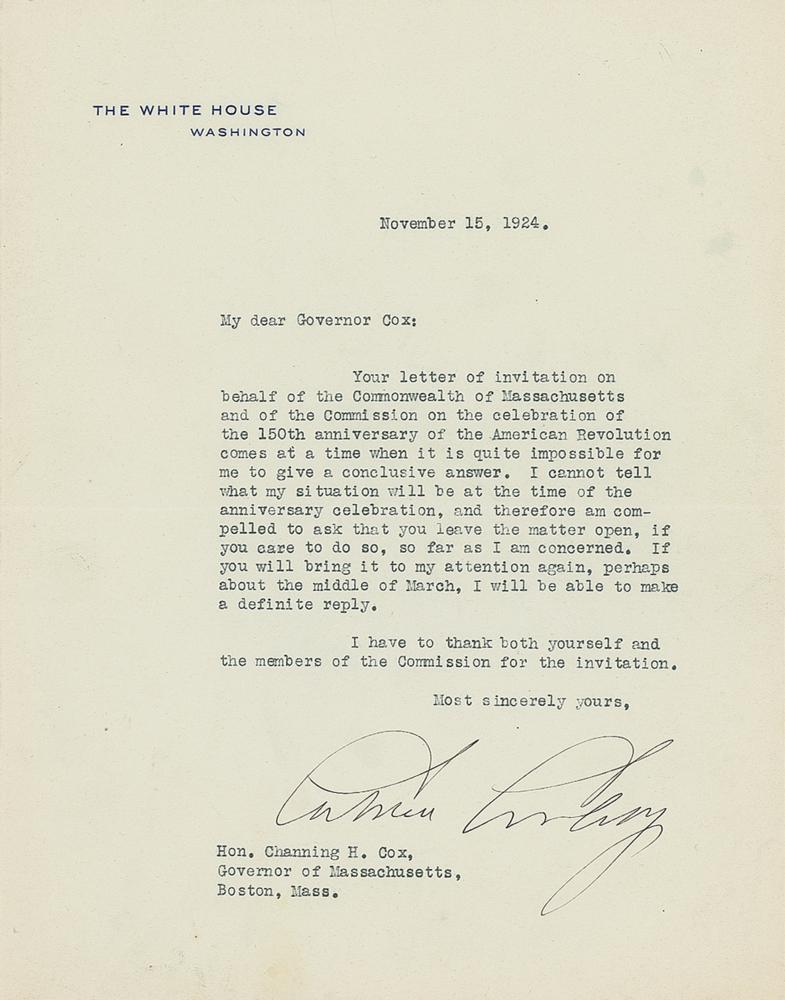 THE WHITE HOUSE
WASHINGTON
November 15, 1924.
My dear Governor Cox:
Your letter of invitation on
behalf of the Commonwealth of Massachusetts
and of the Commission on the celebration of
the 150th anniversary of the American Revolution
comes at a time when it is quite impossible for
me to give a conclusive answer. I cannot tell
what my situation will be at the time of the
anniversary celebration, and therefore am com-
pelled to ask that you leave the matter open, if
you care to do so, so far as I am concerned. If
you will bring it to my attention again, perhaps
about the middle of March, I will be able to make
a definite reply.
I have to thank both yourself and
the members of the Commission for the invitation.
Most sincerely yours,
Calvin Coolidge
Hon. Channing H. Cox,
Governor of Massachusetts,
Boston, Mass.